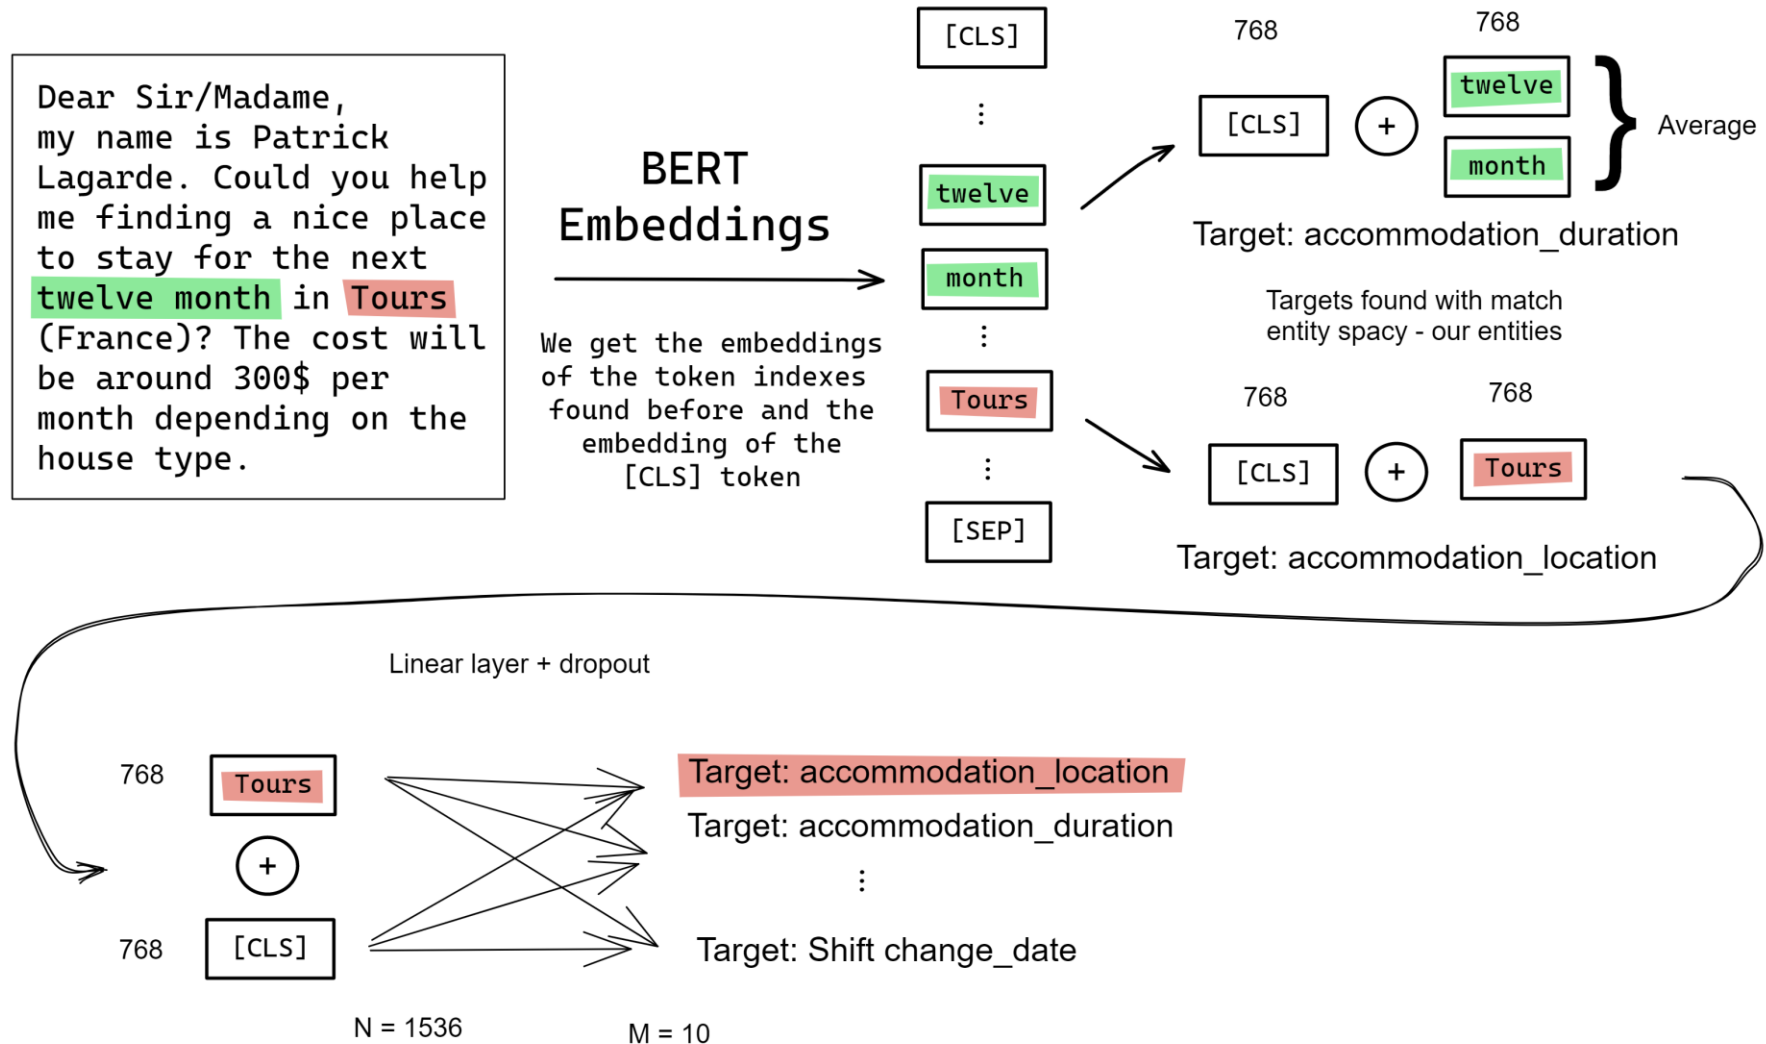 Dear Sir/Madame,
my name is Patrick
Lagarde. Could you help
me finding a nice place
to stay for the next
twelve month in Tours
(France)? The cost will
be around 300$ per
month depending on the
house type.
BERT
Embeddings
We get the embeddings
of the token indexes
found before and the
embedding of the
[CLS] token
[CLS]
⋮
twelve
month
⋮
Tours
⋮
[SEP]
768
768
[CLS]
+
twelve
month
}
Average
Target: accommodation_duration
Targets found with match
entity spacy - our entities
768
768
[CLS]
+
Tours
Target: accommodation_location
Linear layer + dropout
768
Tours
+
768
[CLS]
Target: accommodation_location
Target: accommodation_duration
⋮
Target: Shift change_date
N = 1536
M = 10